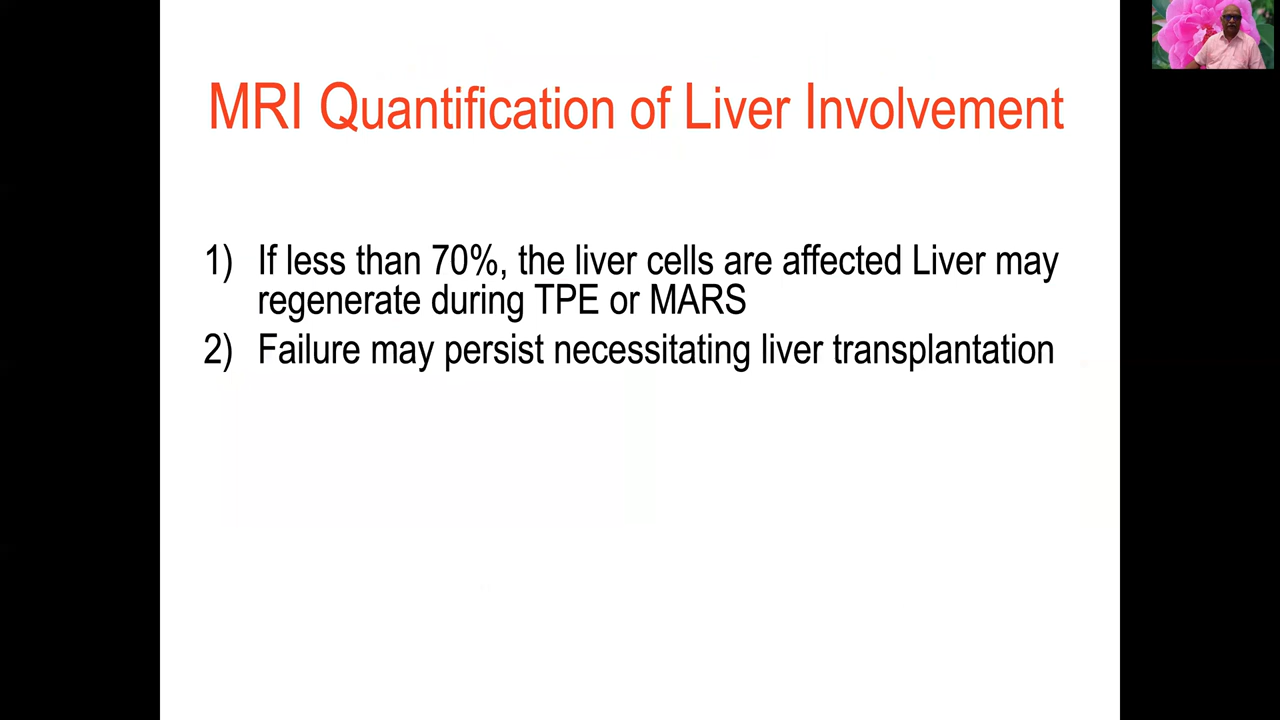 MRI Quantification of Liver Involvement
1) If less than 70%, the liver cells are affected Liver may
regenerate during TPE or MARS
2) Failure may persist necessitating liver transplantation